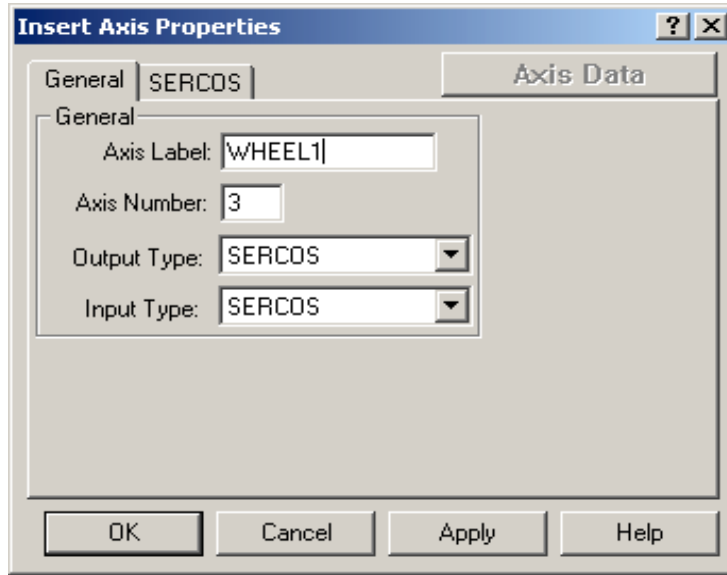 Insert Axis Properties
General SERCOS Axis Data
General
Axis Label: WHEEL1
Axis Number: 3
Output Type: SERCOS
Input Type: SERCOS
OK Cancel Apply Help